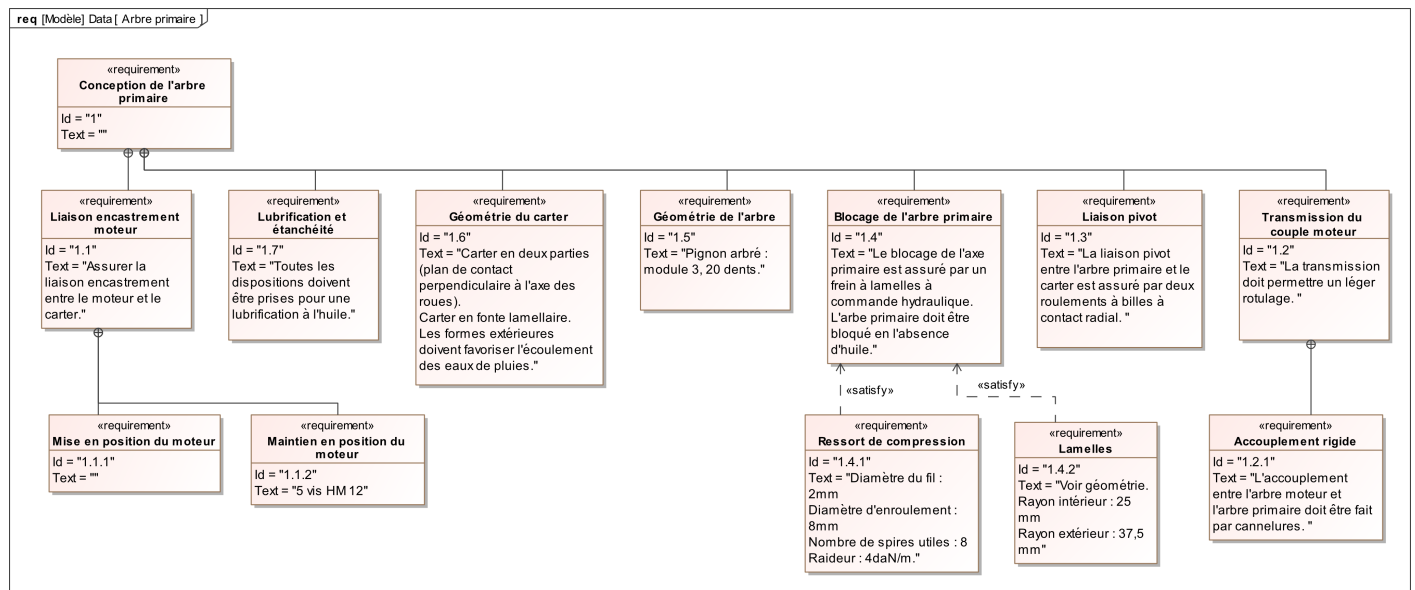 req [Modèle] Data [ Arbre primaire ]
«requirement»
Conception de l'arbre
primaire
Id = "1"
Text = ""
«requirement»
Liaison encastrement
moteur
Id = "1.1"
Text = "Assurer la
liaison encastrement
entre le moteur et le
carter."
«requirement»
Lubrification et
étanchéité
Id = "1.7"
Text = "Toutes les
dispositions doivent
être prises pour une
lubrification à l'huile."
«requirement»
Géométrie du carter
Id = "1.6"
Text = "Carter en deux parties
(plan de contact
perpendiculaire à l'axe des
roues).
Carter en fonte lamellaire.
Les formes extérieures
doivent favoriser l'écoulement
des eaux de pluies."
«requirement»
Géométrie de l'arbre
Id = "1.5"
Text = "Pignon arbré :
module 3, 20 dents."
«requirement»
Blocage de l'arbre primaire
Id = "1.4"
Text = "Le blocage de l'axe
primaire est assuré par un
frein à lamelles à
commande hydraulique.
L'arbe primaire doit être
bloqué en l'absence
d'huile."
«requirement»
Liaison pivot
Id = "1.3"
Text = "La liaison pivot
entre l'arbre primaire et le
carter est assuré par deux
roulements à billes à
contact radial. "
«requirement»
Transmission du
couple moteur
Id = "1.2"
Text = "La transmission
doit permettre un léger
rotulage. "
«satisfy»
«satisfy»
«requirement»
Mise en position du moteur
Id = "1.1.1"
Text = ""
«requirement»
Maintien en position du
moteur
Id = "1.1.2"
Text = "5 vis HM 12"
«requirement»
Ressort de compression
Id = "1.4.1"
Text = "Diamètre du fil :
2mm
Diamètre d'enroulement :
8mm
Nombre de spires utiles : 8
Raideur : 4daN/m."
«requirement»
Lamelles
Id = "1.4.2"
Text = "Voir géométrie.
Rayon intérieur : 25
mm
Rayon extérieur : 37,5
mm"
«requirement»
Accouplement rigide
Id = "1.2.1"
Text = "L'accouplement
entre l'arbre moteur et
l'arbre primaire doit être fait
par cannelures. "